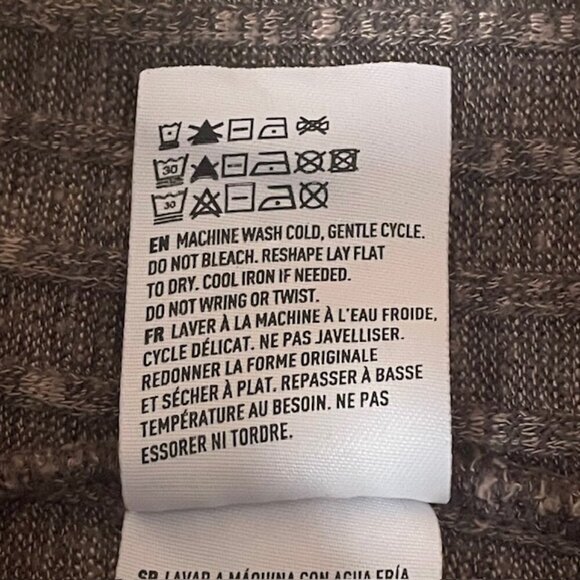 30
30
EN MACHINE WASH COLD, GENTLE CYCLE.
DO NOT BLEACH. RESHAPE LAY FLAT
TO DRY. COOL IRON IF NEEDED.
DO NOT WRING OR TWIST.
FR LAVER À LA MACHINE À L'EAU FROIDE,
CYCLE DÉLICAT. NE PAS JAVELLISER.
REDONNER LA FORME ORIGINALE
ET SÉCHER À PLAT. REPASSER À BASSE
TEMPÉRATURE AU BESOIN. NE PAS
ESSORER NI TORDRE.
SP LAVAR A MÁQUINA CON AGUA FRÍA